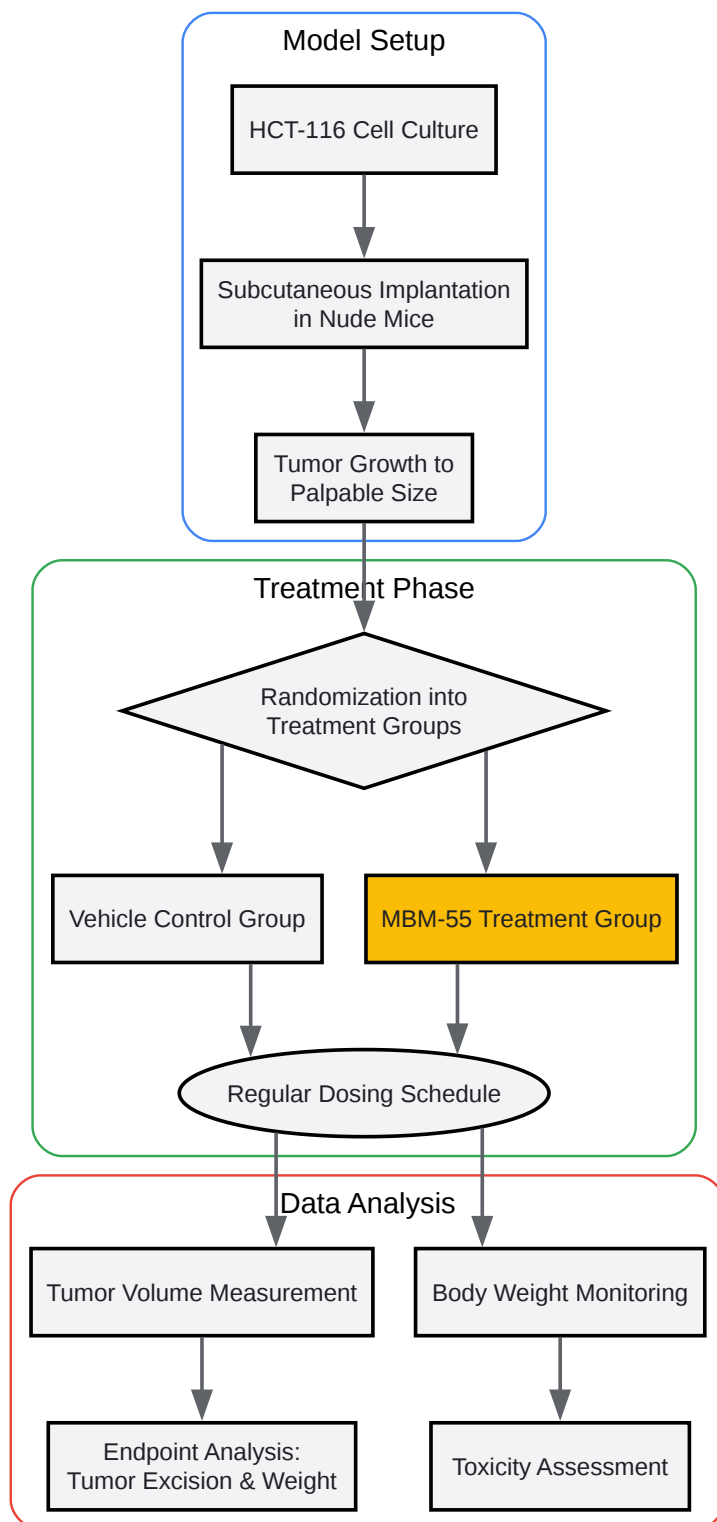 Model Setup
HCT-116 Cell Culture
Subcutaneous Implantation
in Nude Mice
Tumor Growth to
Palpable Size
Treatment Phase
Randomization into
Treatment Groups
Vehicle Control Group
MBM-55 Treatment Group
Regular Dosing Schedule
Data Analysis
Tumor Volume Measurement
Body Weight Monitoring
Endpoint Analysis:
Tumor Excision & Weight
Toxicity Assessment